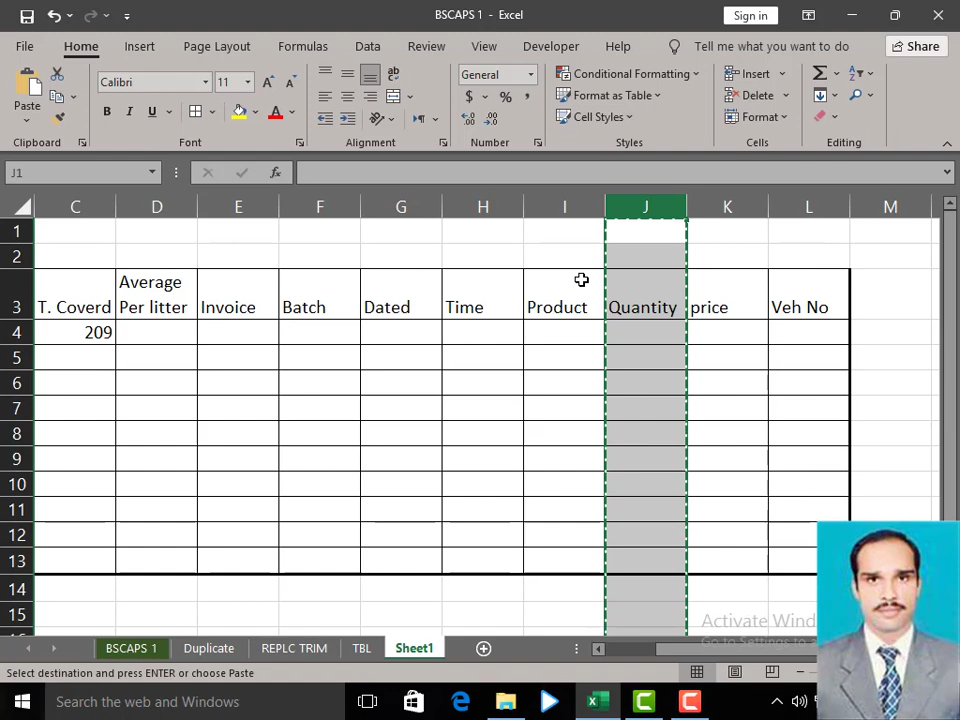 BSCAPS 1 - Excel
Sign in
File Home Insert Page Layout Formulas Data Review View Developer Help Tell me what you want to do Share
Paste
Calibri 11
B I U A
General
$ % 
Conditional Formatting
Format as Table
Cell Styles
Insert
Delete
Format
Clipboard Font Alignment Number Styles Cells Editing
J1 fx
C D E F G H I J K L M
1
2
3 T. Coverd Average Per litter Invoice Batch Dated Time Product Quantity price Veh No
4 209
5
6
7
8
9
10
11
12
13
14
15
Activate Wind
Go to Settings to a
BSCAPS 1 Duplicate REPLC TRIM TBL Sheet1
Select destination and press ENTER or choose Paste
Search the web and Windows